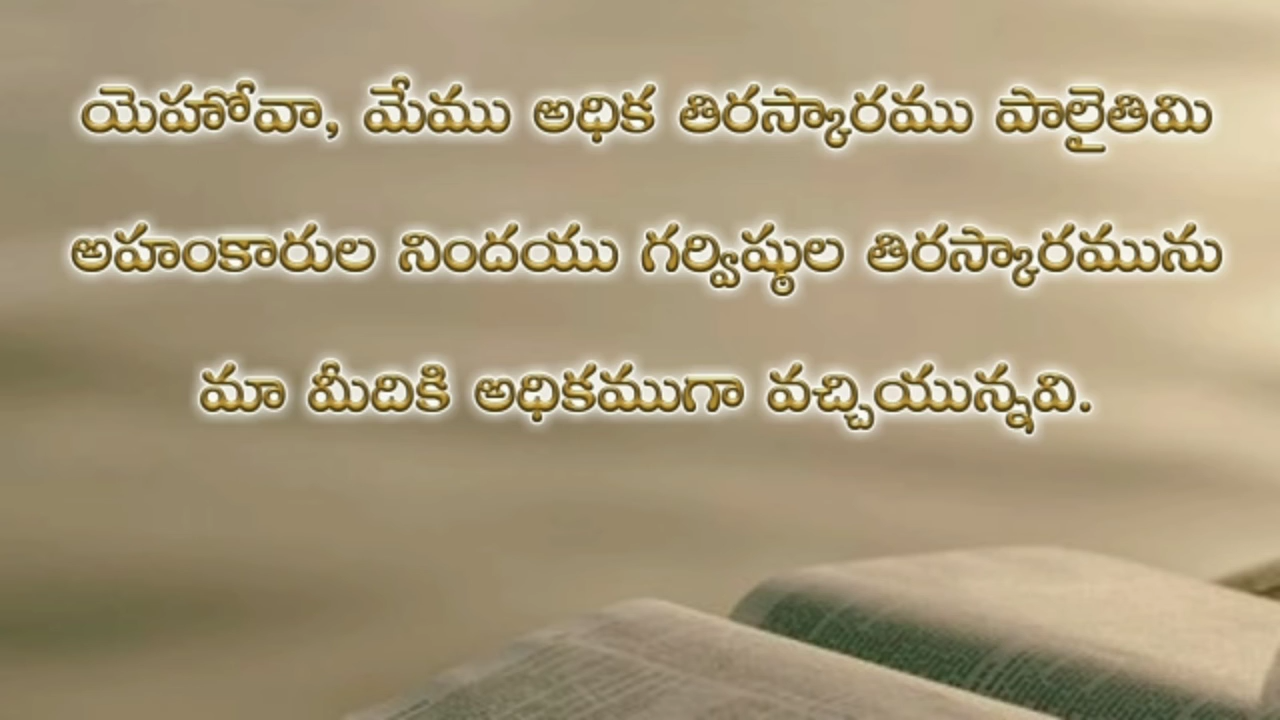 యెహోవా, మేము అధిక తిరస్కారము పాలైతిమి
అహంకారుల నిందయు గర్విష్ఠుల తిరస్కారమును
మా మీదికి అధికముగా వచ్చియున్నవి.